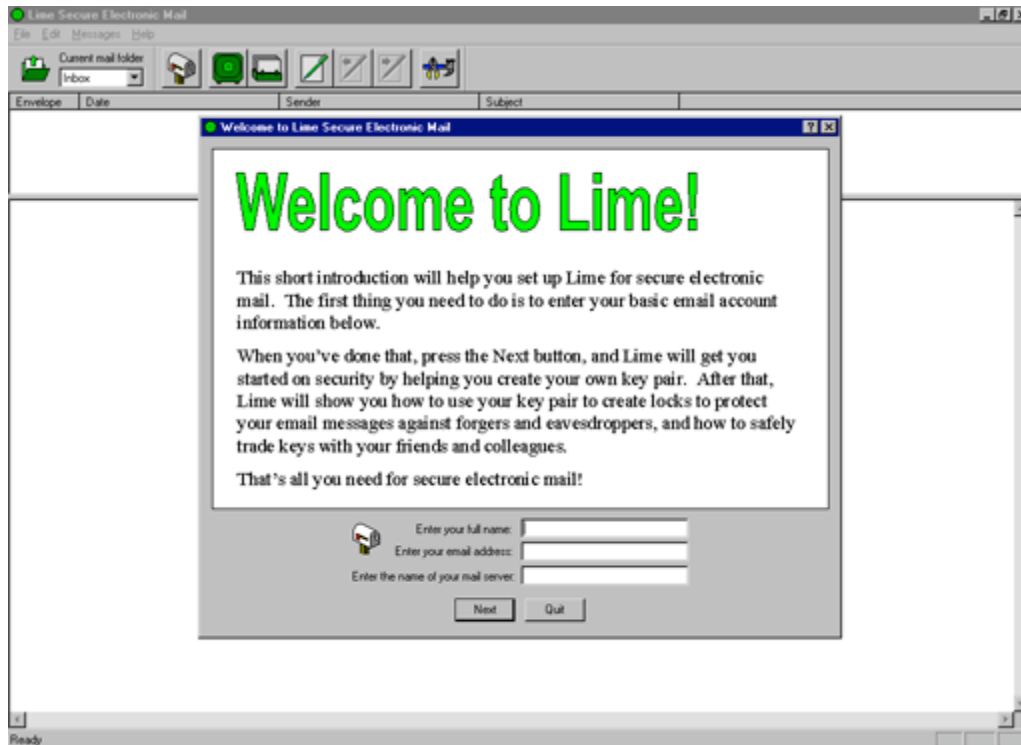 Lime Secure Electronic Mail
File Edit Messages Help
Current mail folder
Inbox
Envelope Date Sender Subject
Welcome to Lime Secure Electronic Mail
Welcome to Lime!
This short introduction will help you set up Lime for secure electronic
mail. The first thing you need to do is to enter your basic email account
information below.
When you've done that, press the Next button, and Lime will get you
started on security by helping you create your own key pair. After that,
Lime will show you how to use your key pair to create locks to protect
your email messages against forgers and eavesdroppers, and how to safely
trade keys with your friends and colleagues.
That's all you need for secure electronic mail!
Enter your full name:
Enter your email address:
Enter the name of your mail server:
Next Quit
Ready